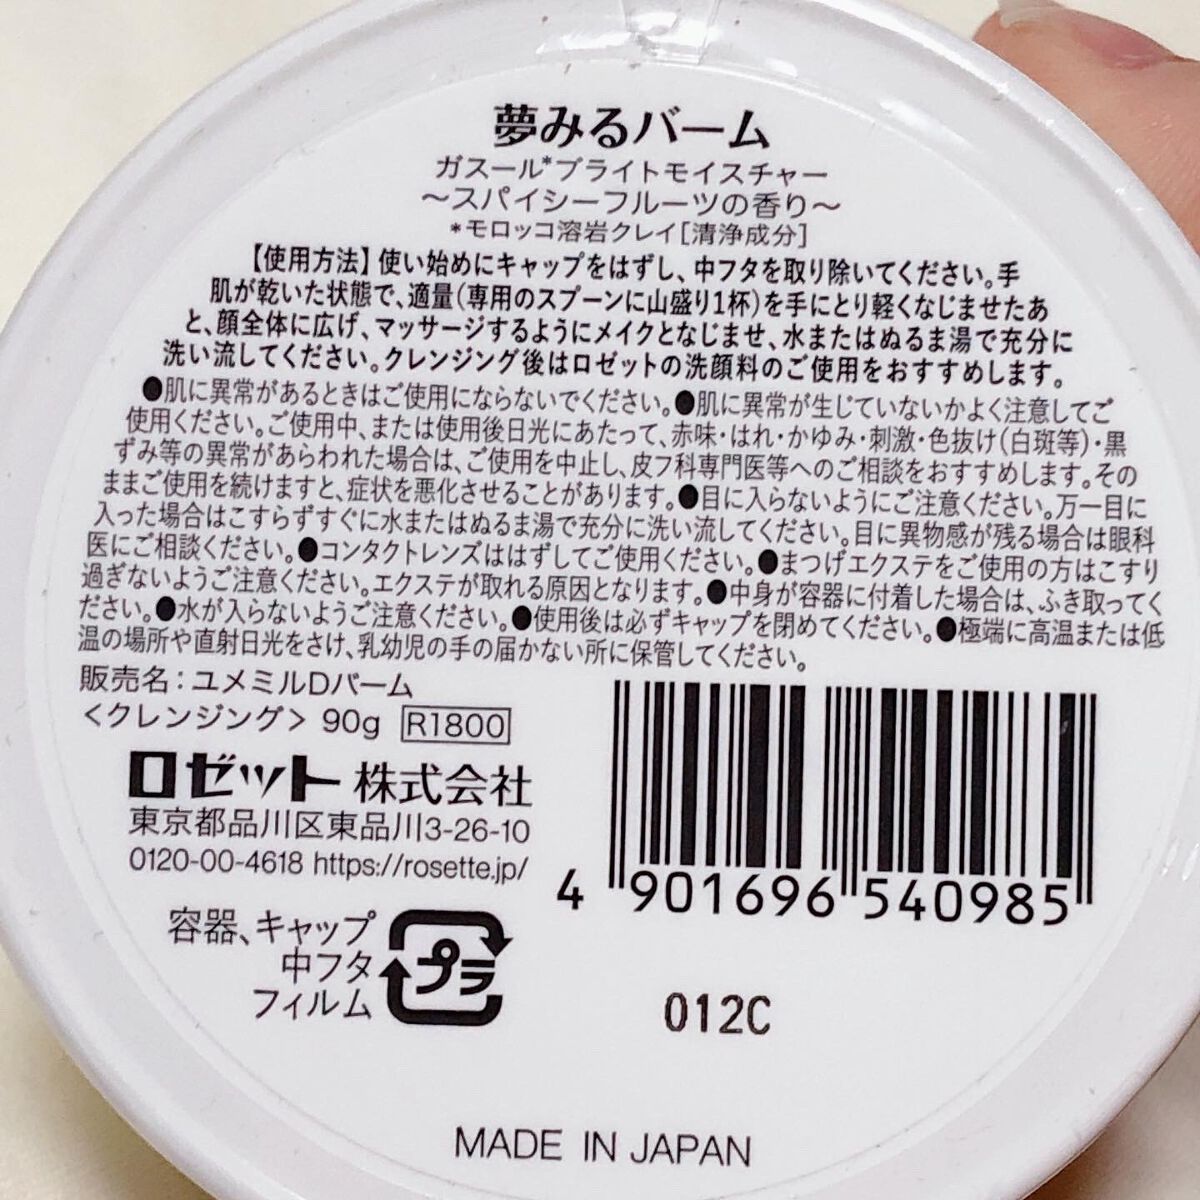 夢みるバーム
ガスール*ブライトモイスチャー
～スパイシーフルーツの香り～
*モロッコ溶岩クレイ[清浄成分]
【使用方法】使い始めにキャップをはずし、中フタを取り除いてください。手
肌が乾いた状態で、適量(専用のスプーンに山盛り1杯)を手にとり軽くなじませたあ
と、顔全体に広げ、マッサージするようにメイクとなじませ、水またはぬるま湯で充分に
洗い流してください。クレンジング後はロゼットの洗顔料のご使用をおすすめします。
●肌に異常があるときはご使用にならないでください。●肌に異常が生じていないかよく注意してご
使用ください。ご使用中、または使用後日光にあたって、赤味・はれ・かゆみ・刺激・色抜け(白斑等)・黒
ずみ等の異常があらわれた場合は、ご使用を中止し、皮フ科専門医等へのご相談をおすすめします。その
ままご使用を続けますと、症状を悪化させることがあります。●目に入らないようにご注意ください。万一目に
入った場合はこすらずすぐに水またはぬるま湯で充分に洗い流してください。目に異物感が残る場合は眼科
医にご相談ください。●コンタクトレンズははずしてご使用ください。●まつげエクステをご使用の方はこすり
過ぎないようご注意ください。エクステが取れる原因となります。●中身が容器に付着した場合は、ふき取ってく
ださい。●水が入らないようご注意ください。●使用後は必ずキャップを閉めてください。●極端に高温または低
温の場所や直射日光をさけ、乳幼児の手の届かない所に保管してください。
販売名：ユメミルDバーム
<クレンジング> 90g R1800
ロゼット株式会社
東京都品川区東品川3-26-10
0120-00-4618 https://rosette.jp/
4 901696 540985
容器、キャップ
中フタ
フィルム
プラ
012C
MADE IN JAPAN